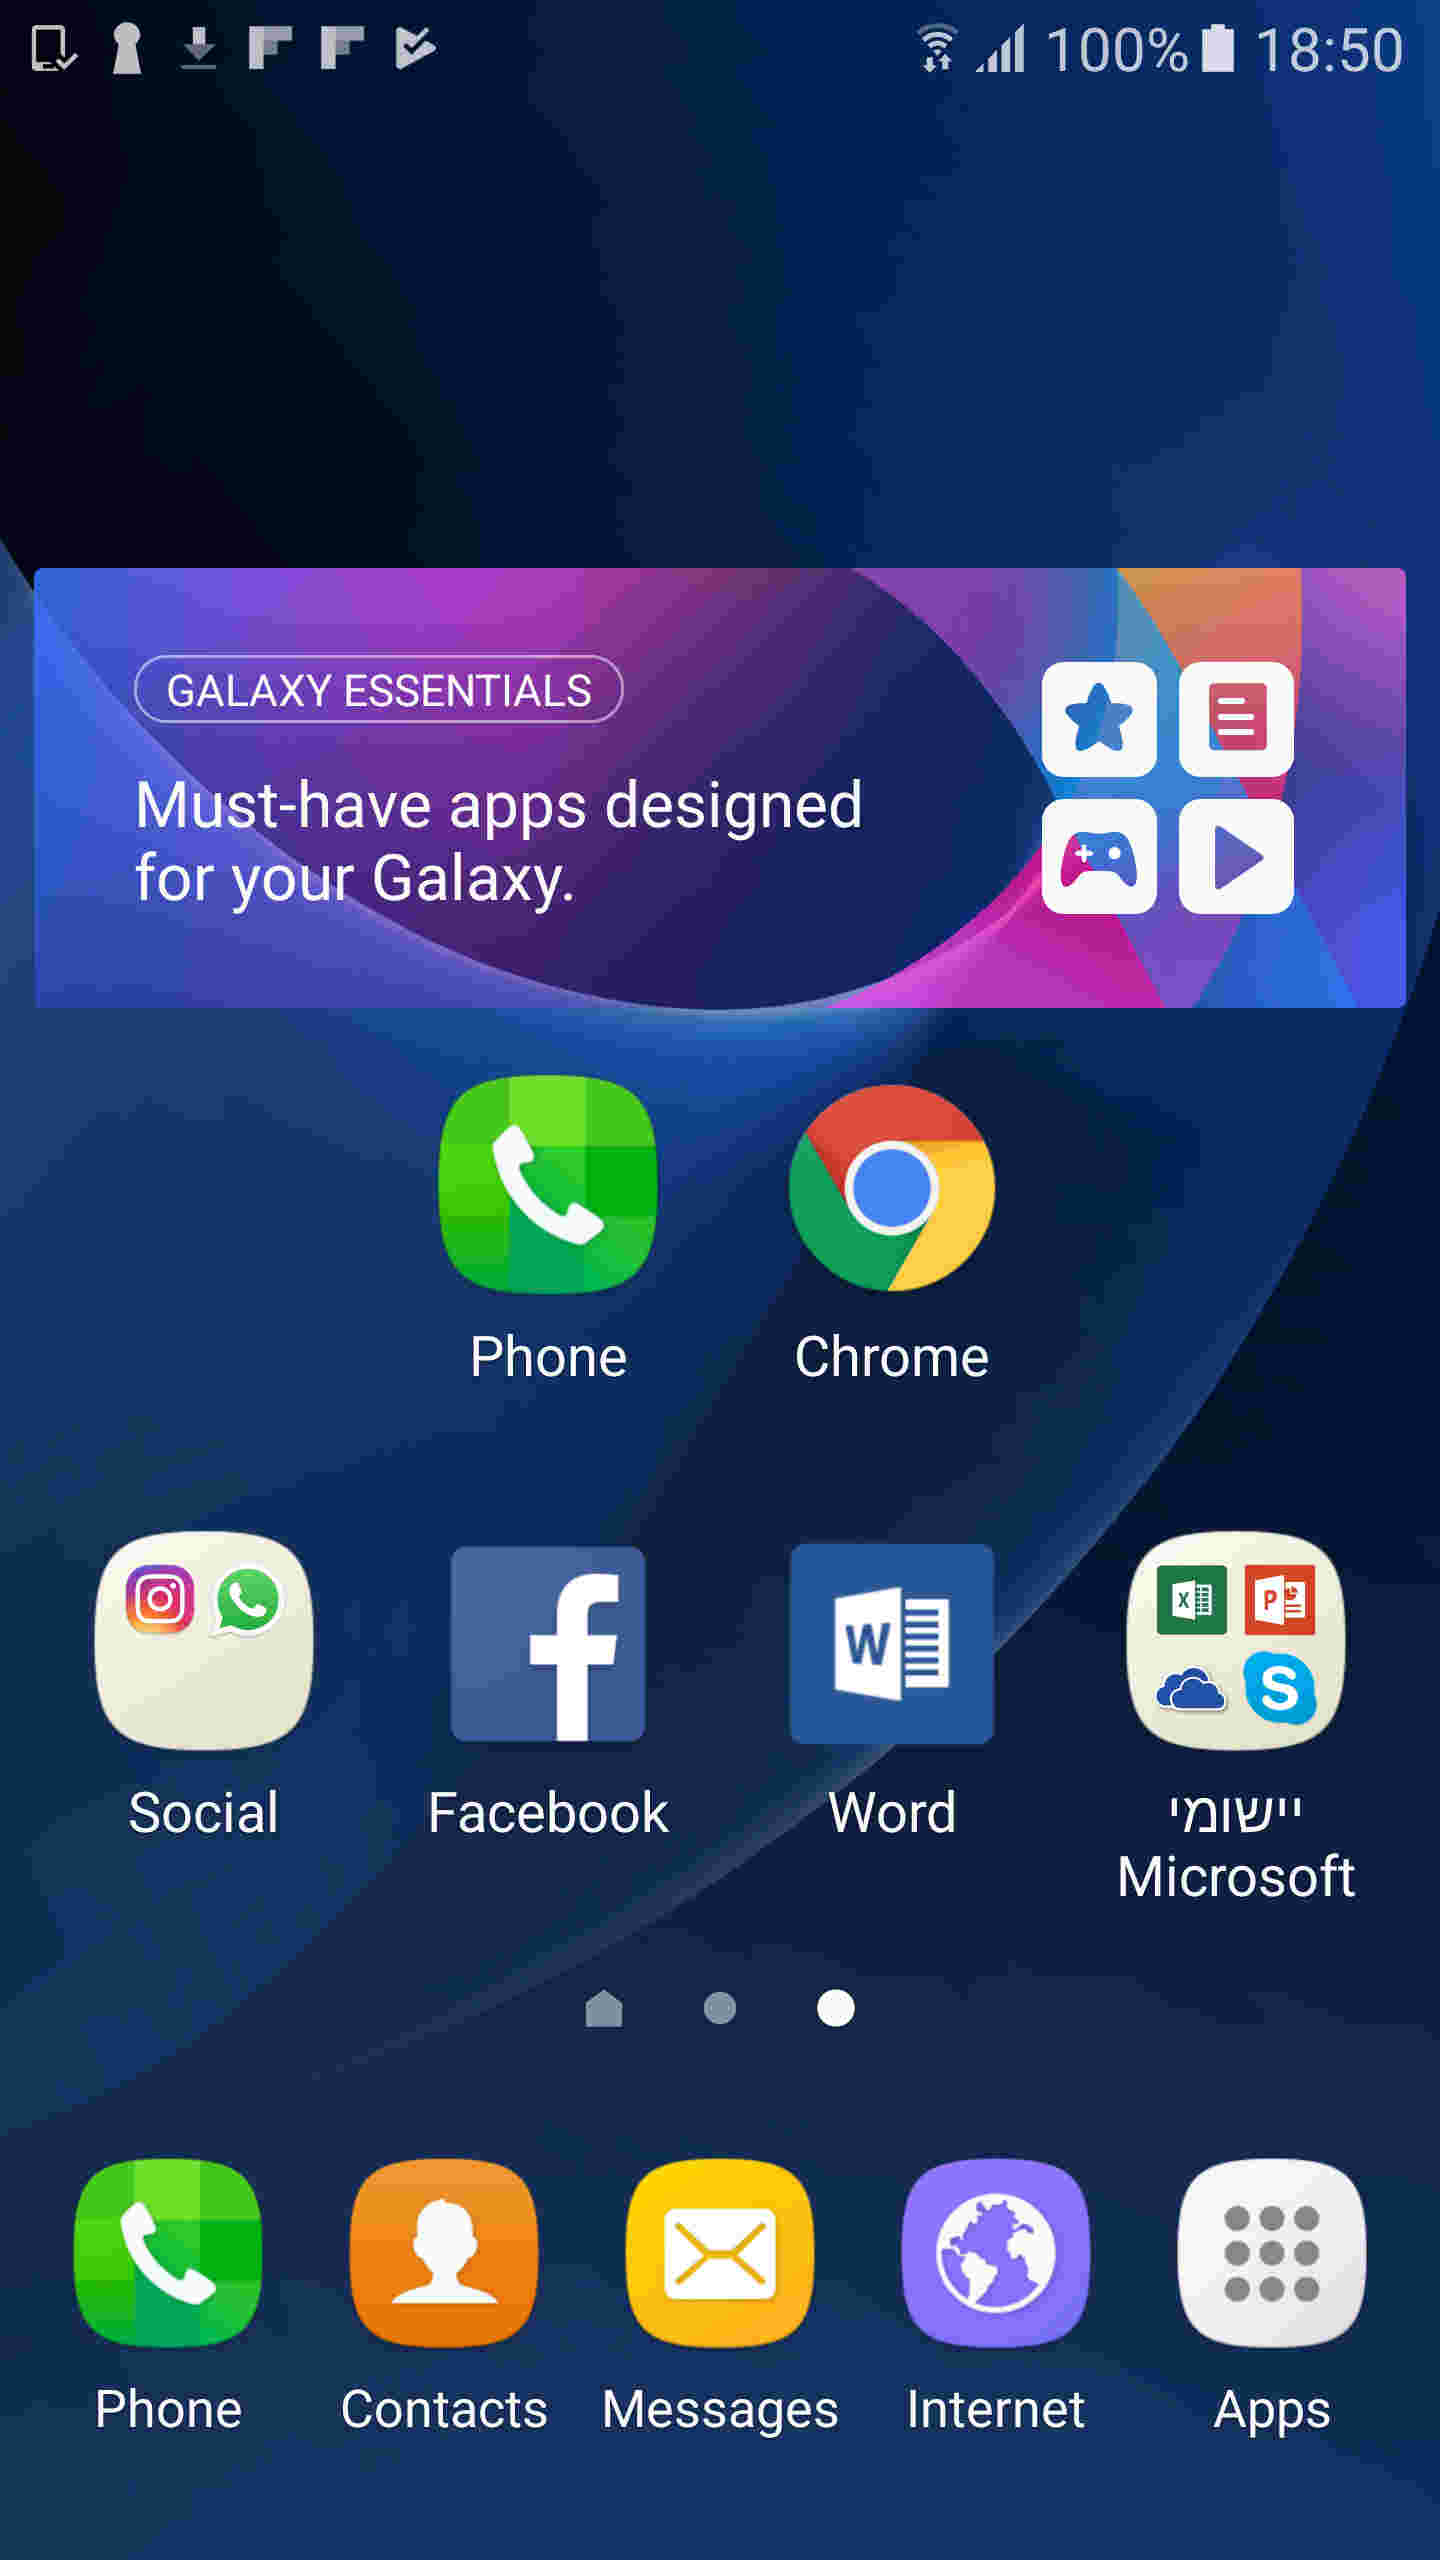 100% 18:50
GALAXY ESSENTIALS
Must-have apps designed
for your Galaxy.
Phone Chrome
Social Facebook Word יישומי
Microsoft
Phone Contacts Messages Internet Apps